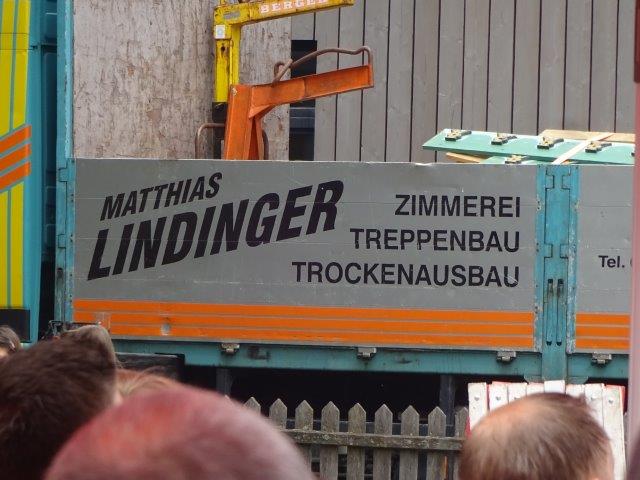 BERGER
MATTHIAS
LINDINGER
ZIMMEREI
TREPPENBAU
TROCKENAUSBAU
Tel.